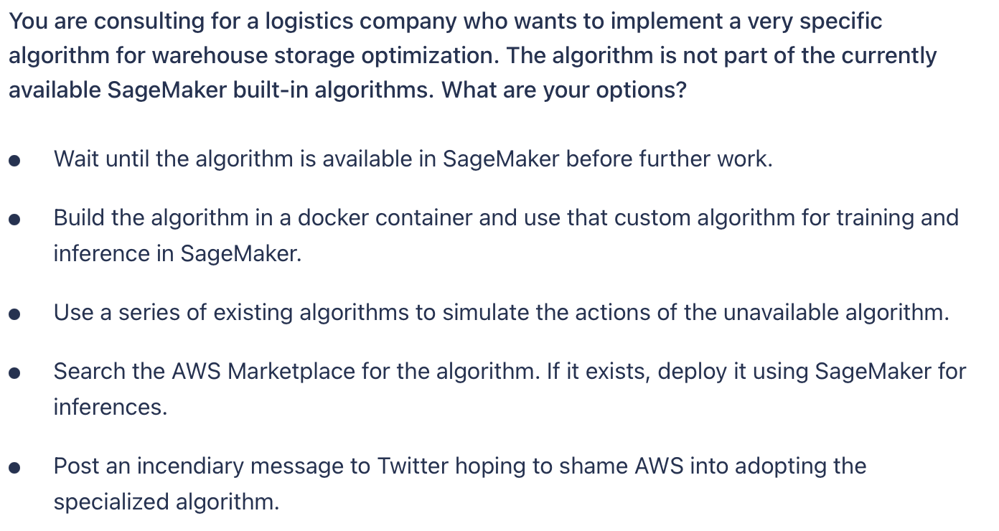 You are consulting for a logistics company who wants to implement a very specific
algorithm for warehouse storage optimization. The algorithm is not part of the currently
available SageMaker built-in algorithms. What are your options?
● Wait until the algorithm is available in SageMaker before further work.
● Build the algorithm in a docker container and use that custom algorithm for training and
inference in SageMaker.
● Use a series of existing algorithms to simulate the actions of the unavailable algorithm.
● Search the AWS Marketplace for the algorithm. If it exists, deploy it using SageMaker for
inferences.
● Post an incendiary message to Twitter hoping to shame AWS into adopting the
specialized algorithm.